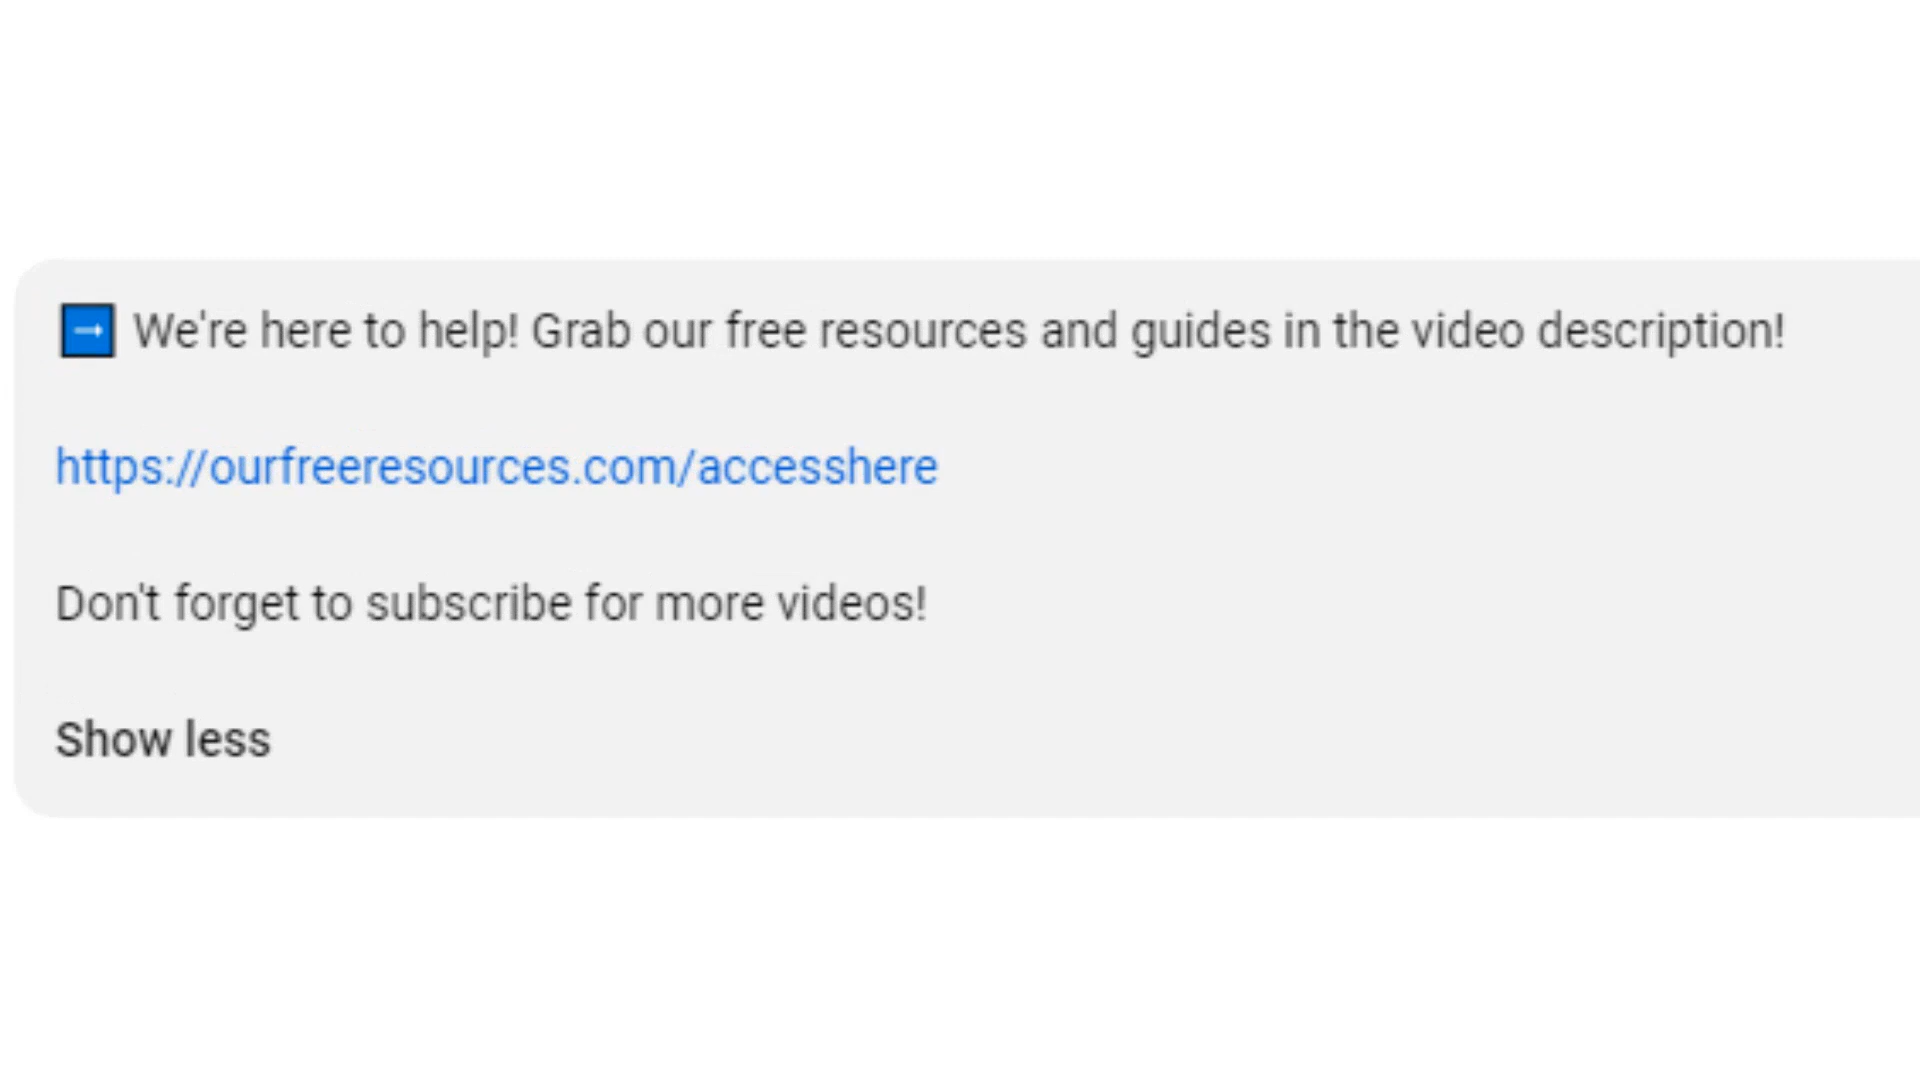 ➡ We're here to help! Grab our free resources and guides in the video description!
https://ourfreeresources.com/accesshere
Don't forget to subscribe for more videos!
Show less